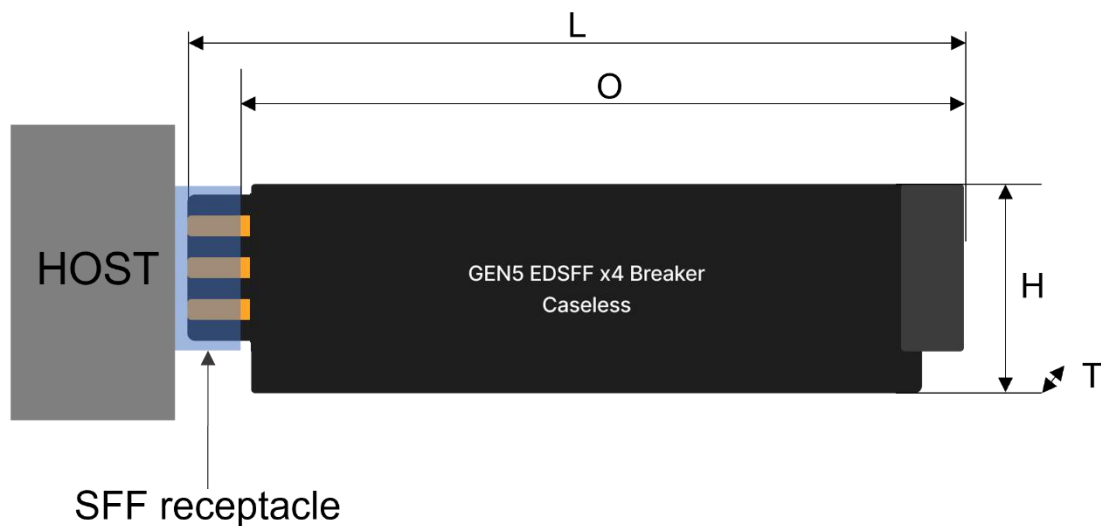 L
O
HOST
GEN5 EDSFF x4 Breaker
Caseless
H
T
SFF receptacle